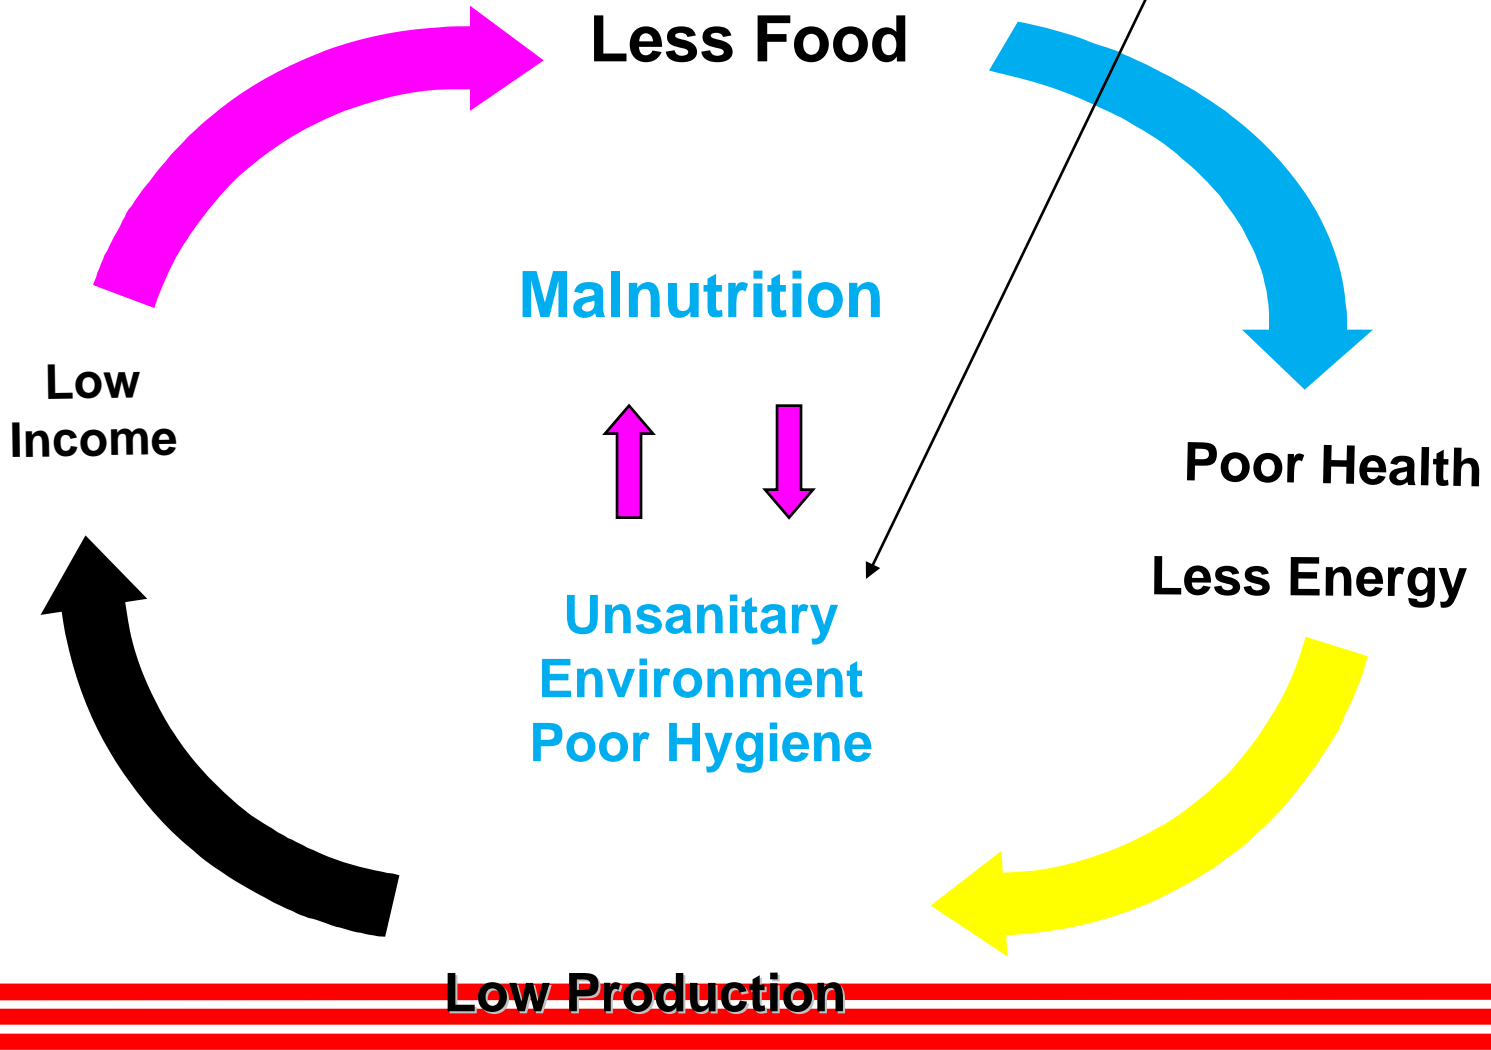 Less Food
Malnutrition
Low
Income
Poor Health
Less Energy
Unsanitary
Environment
Poor Hygiene
Low Production